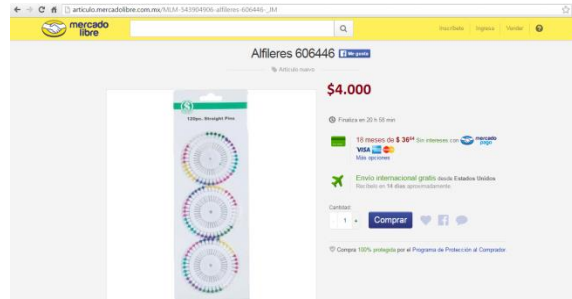 articulo.mercadolibre.com.mx/MLM-543904906-alfileres-606446-_JM
mercado
libre
Inscríbete Ingresa Vender
Alfileres 606446 Me gusta
Artículo nuevo
$4.000
120pc. Straight Pins
Finaliza en 20 h 58 min
18 meses de $ 36 Sin intereses con mercado pago
VISA
Más opciones
Envío internacional gratis desde Estados Unidos
Recíbelo en 14 días aproximadamente
Cantidad:
1 Comprar
Compra 100% protegida por el Programa de Protección al Comprador